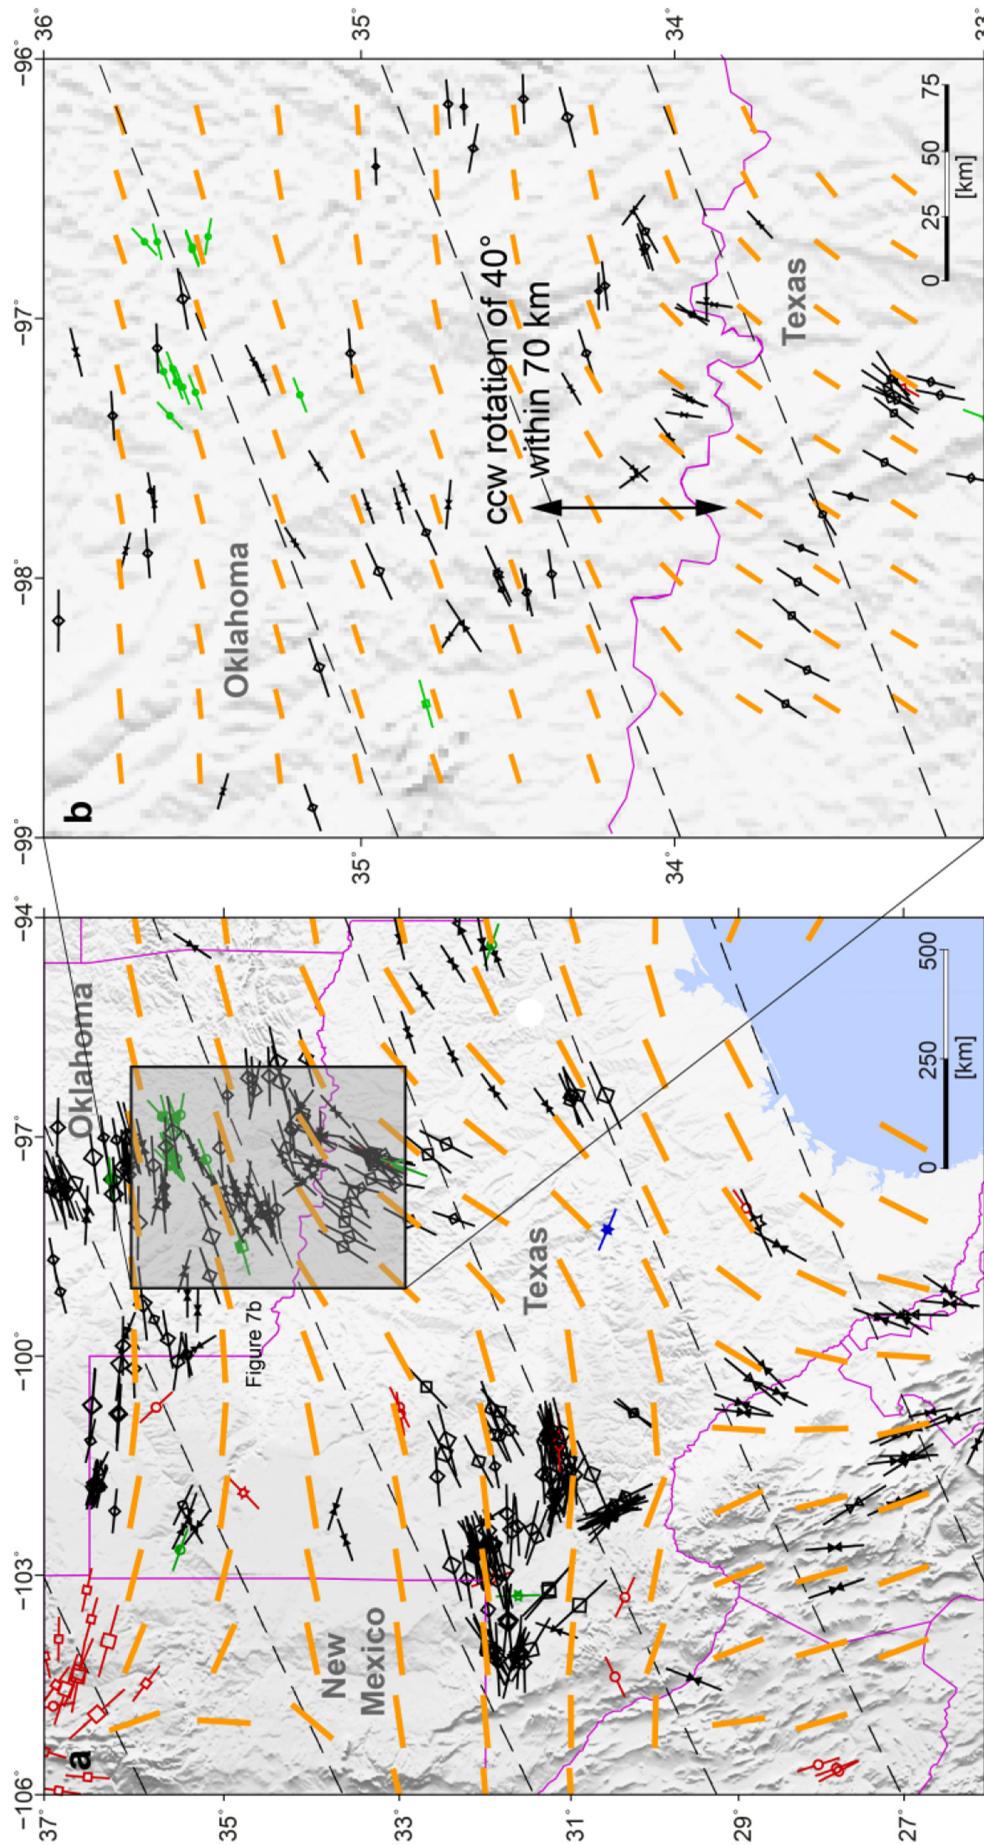 b
−99°
−98°
−97°
−96°
36°
35°
34°
33°
35°
34°
Oklahoma
Texas
ccw rotation of 40°
within 70 km
0
25
50
75
[km]
a
−106°
−103°
−100°
−97°
−94°
37°
35°
33°
31°
29°
27°
New
Mexico
Oklahoma
Texas
Figure 7b
0
250
500
[km]